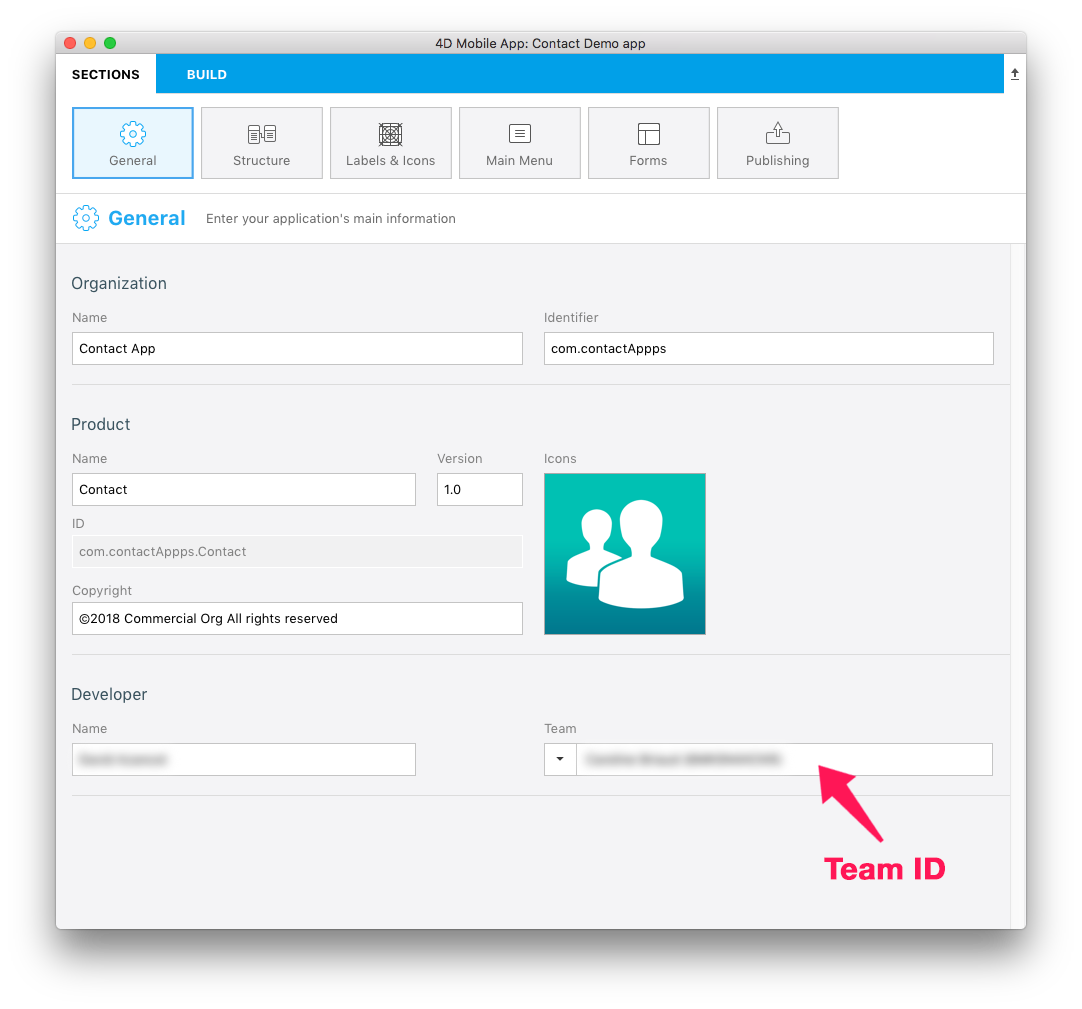 4D Mobile App: Contact Demo app
SECTIONS BUILD
General Structure Labels & Icons Main Menu Forms Publishing
General Enter your application's main information
Organization
Name Identifier
Contact App com.contactAppps
Product
Name Version Icons
Contact 1.0
ID
com.contactAppps.Contact
Copyright
©2018 Commercial Org All rights reserved
Developer
Name Team
Team ID